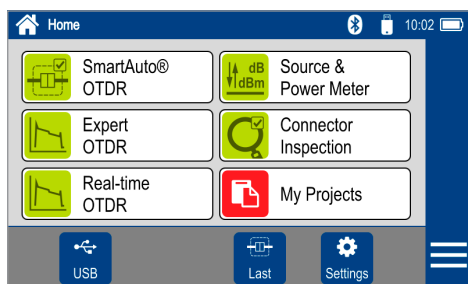 Home
10:02
SmartAuto®
OTDR
dB
dBm
Source &
Power Meter
Expert
OTDR
Connector
Inspection
Real-time
OTDR
My Projects
USB
Last
Settings